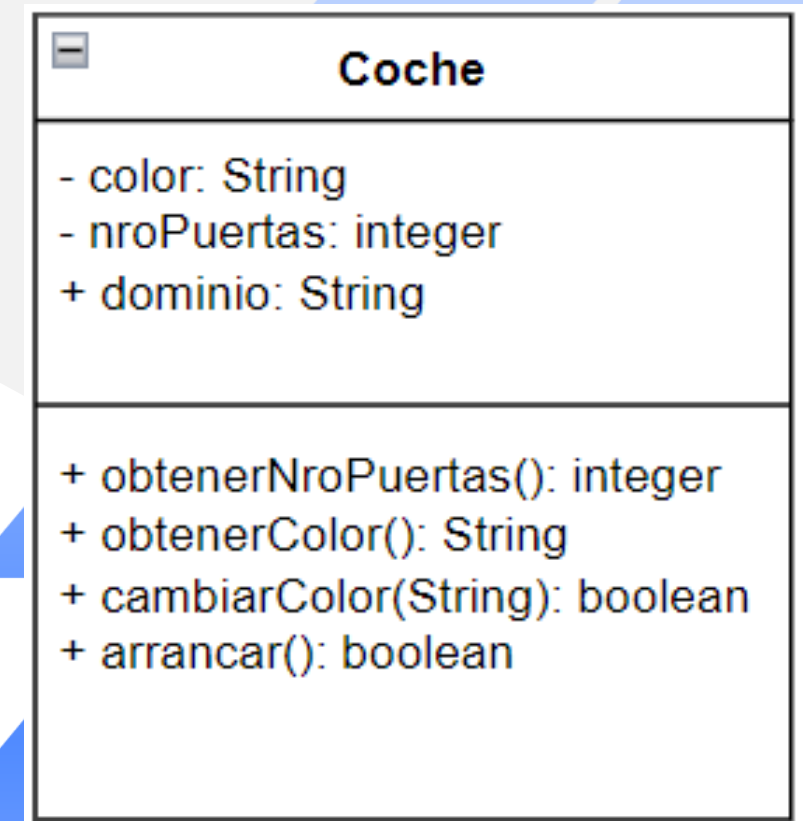 Coche
- color: String
- nroPuertas: integer
+ dominio: String
+ obtenerNroPuertas(): integer
+ obtenerColor(): String
+ cambiarColor(String): boolean
+ arrancar(): boolean